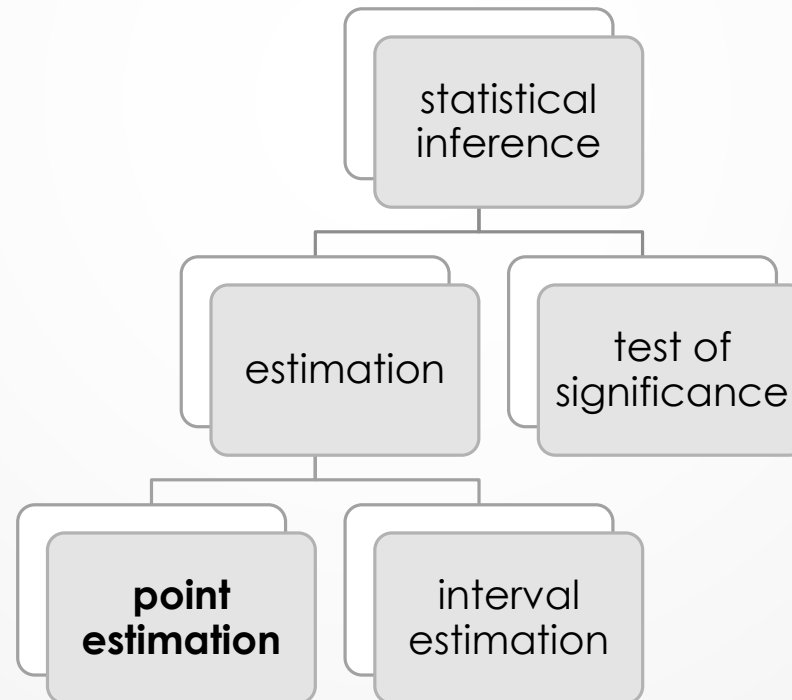 statistical
inference
estimation
test of
significance
point
estimation
interval
estimation